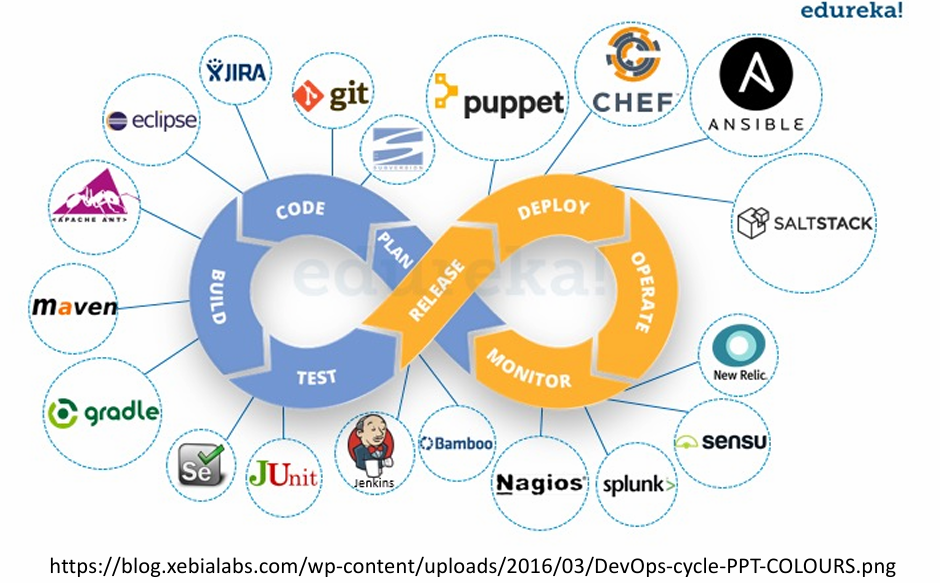 edureka!
JIRA
git
puppet
CHEF
ANSIBLE
eclipse
SUBVERSION
<APACHE ANT>
CODE
DEPLOY
SALTSTACK
PLAN
edureka!
BUILD
RELEASE
OPERATE
maven
TEST
MONITOR
New Relic.
gradle
Se
JUnit
Jenkins
Bamboo
Nagios®
splunk>
sensu
https://blog.xebialabs.com/wp-content/uploads/2016/03/DevOps-cycle-PPT-COLOURS.png